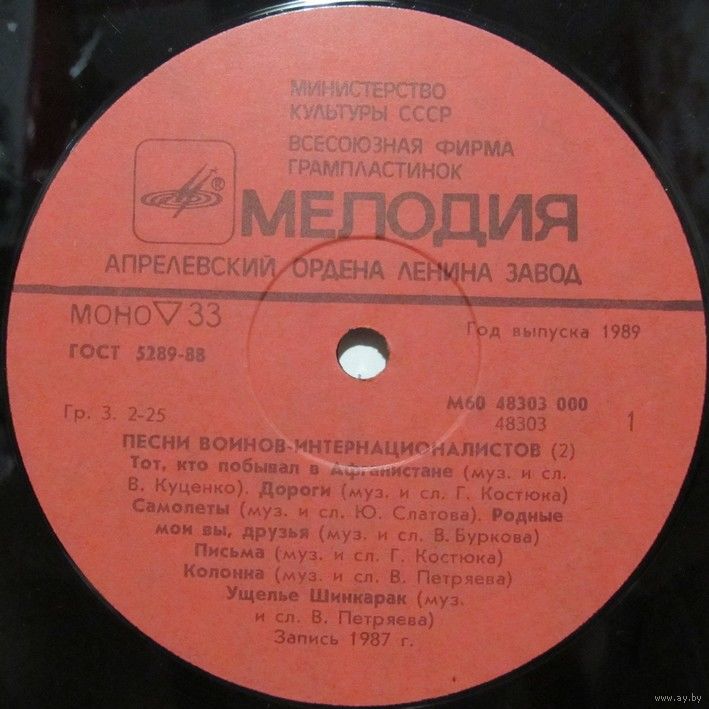 МИНИСТЕРСТВО
КУЛЬТУРЫ СССР
ВСЕСОЮЗНАЯ ФИРМА
ГРАМПЛАСТИНОК
®
МЕЛОДИЯ
АПРЕЛЕВСКИЙ ОРДЕНА ЛЕНИНА ЗАВОД
МОНО ▽ 33
Год выпуска 1989
ГОСТ 5289-88
Гр. 3. 2-25
М60 48303 000
48303
1
ПЕСНИ ВОИНОВ-ИНТЕРНАЦИОНАЛИСТОВ (2)
Тот, кто побывал в Афганистане (муз. и сл.
В. Куценко). Дороги (муз. и сл. Г. Костюка)
Самолеты (муз. и сл. Ю. Слатова). Родные
мои вы, друзья (муз. и сл. В. Буркова)
Письма (муз. и сл. Г. Костюка)
Колонна (муз. и сл. В. Петряева)
Ущелье Шинкарак (муз.
и сл. В. Петряева)
Запись 1987 г.
www.ay.by